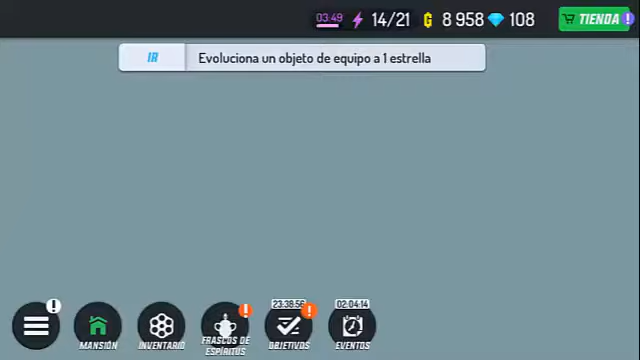 03:49 14/21 8 958 108 TIENDA !
IR Evoluciona un objeto de equipo a 1 estrella
! ! 23:38:56 ! 02:04:14
MANSIÓN INVENTARIO FRASCOS DE ESPÍRITUS OBJETIVOS EVENTOS